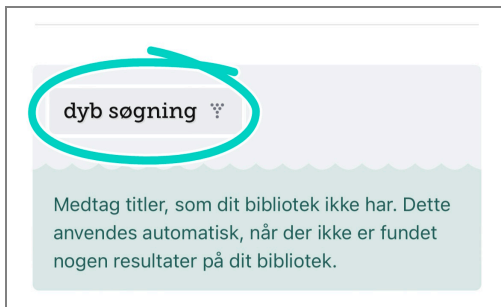 dyb søgning
Medtag titler, som dit bibliotek ikke har. Dette
anvendes automatisk, når der ikke er fundet
nogen resultater på dit bibliotek.